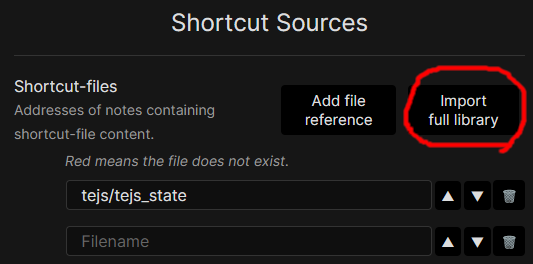 Shortcut Sources
Shortcut-files
Addresses of notes containing
shortcut-file content.
Add file
reference
Import
full library
Red means the file does not exist.
tejs/tejs_state
Filename